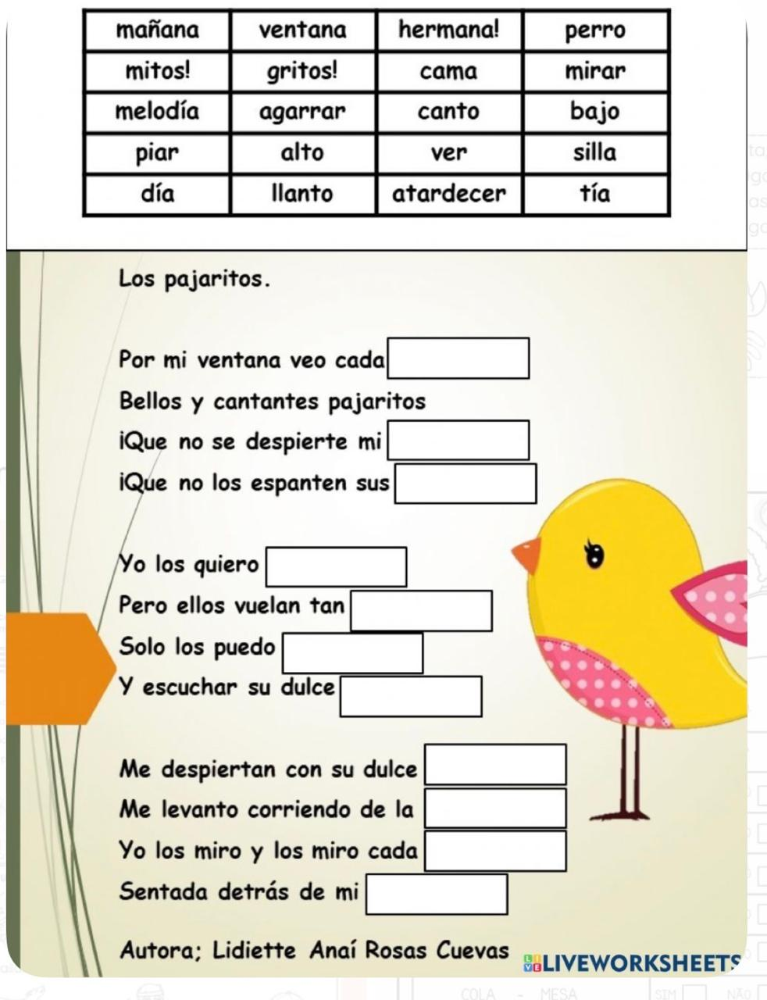 mañana ventana hermana! perro
mitos! gritos! cama mirar
melodía agarrar canto bajo
piar alto ver silla
día llanto atardecer tía
Los pajaritos.
Por mi ventana veo cada
Bellos y cantantes pajaritos
¡Que no se despierte mi
¡Que no los espanten sus
Yo los quiero
Pero ellos vuelan tan
Solo los puedo
Y escuchar su dulce
Me despiertan con su dulce
Me levanto corriendo de la
Yo los miro y los miro cada
Sentada detrás de mi
Autora; Lidiette Anaí Rosas Cuevas
LIVE LIVEWORKSHEETS
COLA - MESA SIM NÃO